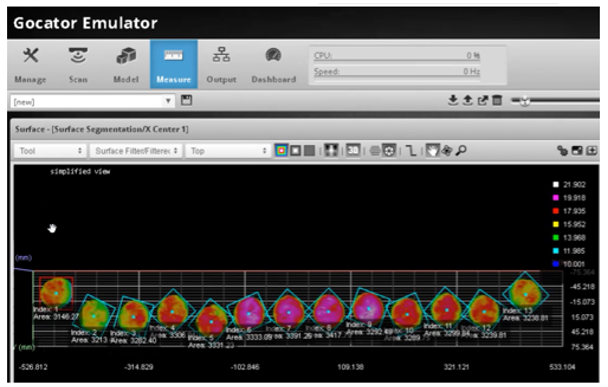 Gocator Emulator
Manage Scan Model Measure Output Dashboard
CPU: 0 %
Speed: 0 Hz
[new]
Surface - [Surface Segmentation/X Center 1]
Tool Surface Filter/Filterec Top 3D
simplified view
21.902
19.918
17.935
15.952
13.968
11.985
10.001
(mm)
-75.364
-45.218
-15.073
15.073
45.218
75.364
Index: 1
Area: 3146.27
Index: 2
Area: 3213
Index: 3
Area: 3282.40
Index: 4
Area: 3306
Index: 5
Area: 3331.23
Index: 6
Area: 3333.09
Index: 7
Area: 3391.29
Index: 8
Area: 3417
Index: 9
Area: 3292.49
Index: 10
Area: 3289
Index: 11
Area: 3299.84
Index: 12
Area: 3239.81
Index: 13
Area: 3238.81
Y (mm)
-526.812 -314.829 -102.846 109.138 321.121 533.104